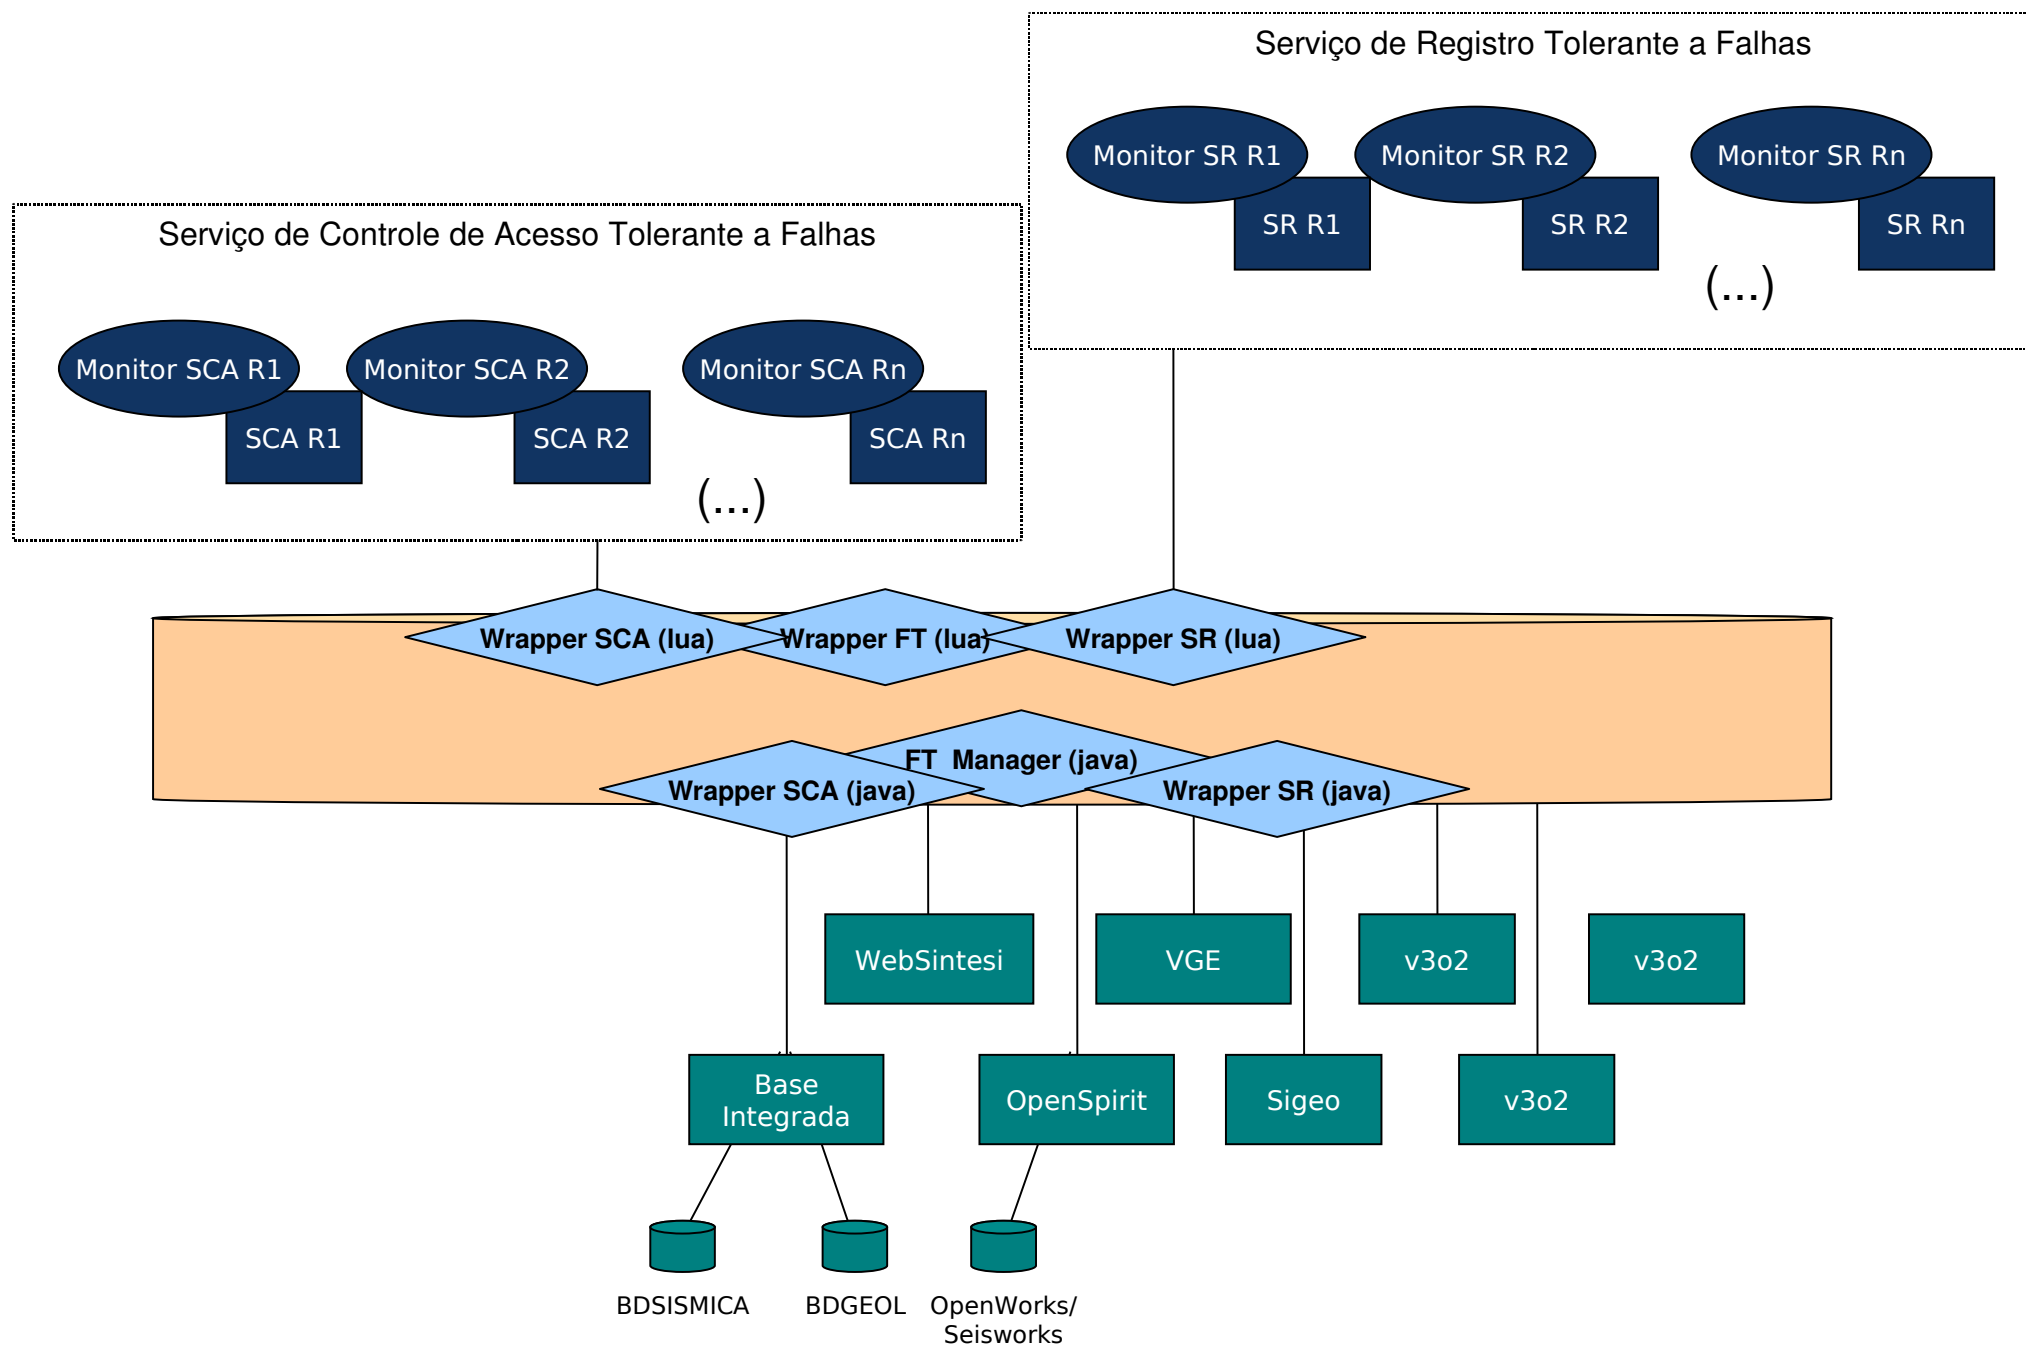 Serviço de Registro Tolerante a Falhas
Monitor SR R1
Monitor SR R2
Monitor SR Rn
SR R1
SR R2
SR Rn
(...)
Serviço de Controle de Acesso Tolerante a Falhas
Monitor SCA R1
Monitor SCA R2
Monitor SCA Rn
SCA R1
SCA R2
SCA Rn
(...)
Wrapper SCA (lua)
Wrapper FT (lua)
Wrapper SR (lua)
FT  Manager (java)
Wrapper SCA (java)
Wrapper SR (java)
WebSintesi
VGE
v3o2
v3o2
Base
Integrada
OpenSpirit
Sigeo
v3o2
BDSISMICA
BDGEOL
OpenWorks/
Seisworks